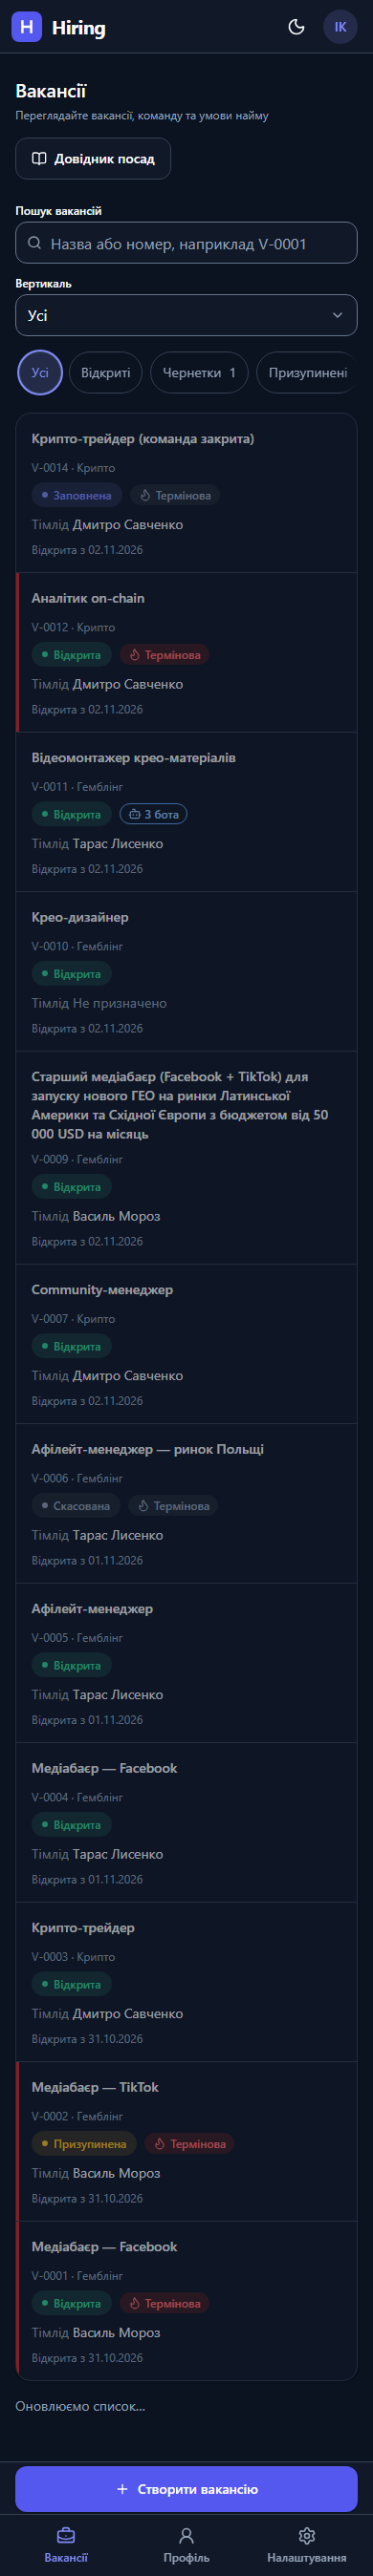 H Hiring
IK
Вакансії
Переглядайте вакансії, команду та умови найму
Довідник посад
Пошук вакансій
Назва або номер, наприклад V-0001
Вертикаль
Усі
Усі Відкриті Чернетки 1 Призупинені
Крипто-трейдер (команда закрита)
V-0014 · Крипто
Заповнена Термінова
Тімлід Дмитро Савченко
Відкрита з 02.11.2026
Аналітик on-chain
V-0012 · Крипто
Відкрита Термінова
Тімлід Дмитро Савченко
Відкрита з 02.11.2026
Відеомонтажер крео-матеріалів
V-0011 · Гемблінг
Відкрита З бота
Тімлід Тарас Лисенко
Відкрита з 02.11.2026
Крео-дизайнер
V-0010 · Гемблінг
Відкрита
Тімлід Не призначено
Відкрита з 02.11.2026
Старший медіабаєр (Facebook + TikTok) для
запуску нового ГЕО на ринки Латинської
Америки та Східної Європи з бюджетом від 50
000 USD на місяць
V-0009 · Гемблінг
Відкрита
Тімлід Василь Мороз
Відкрита з 02.11.2026
Community-менеджер
V-0007 · Крипто
Відкрита
Тімлід Дмитро Савченко
Відкрита з 02.11.2026
Афілейт-менеджер — ринок Польщі
V-0006 · Гемблінг
Скасована Термінова
Тімлід Тарас Лисенко
Відкрита з 01.11.2026
Афілейт-менеджер
V-0005 · Гемблінг
Відкрита
Тімлід Тарас Лисенко
Відкрита з 01.11.2026
Медіабаєр — Facebook
V-0004 · Гемблінг
Відкрита
Тімлід Тарас Лисенко
Відкрита з 01.11.2026
Крипто-трейдер
V-0003 · Крипто
Відкрита
Тімлід Дмитро Савченко
Відкрита з 31.10.2026
Медіабаєр — TikTok
V-0002 · Гемблінг
Призупинена Термінова
Тімлід Василь Мороз
Відкрита з 31.10.2026
Медіабаєр — Facebook
V-0001 · Гемблінг
Відкрита Термінова
Тімлід Василь Мороз
Відкрита з 31.10.2026
Оновлюємо список...
+ Створити вакансію
Вакансії Профіль Налаштування